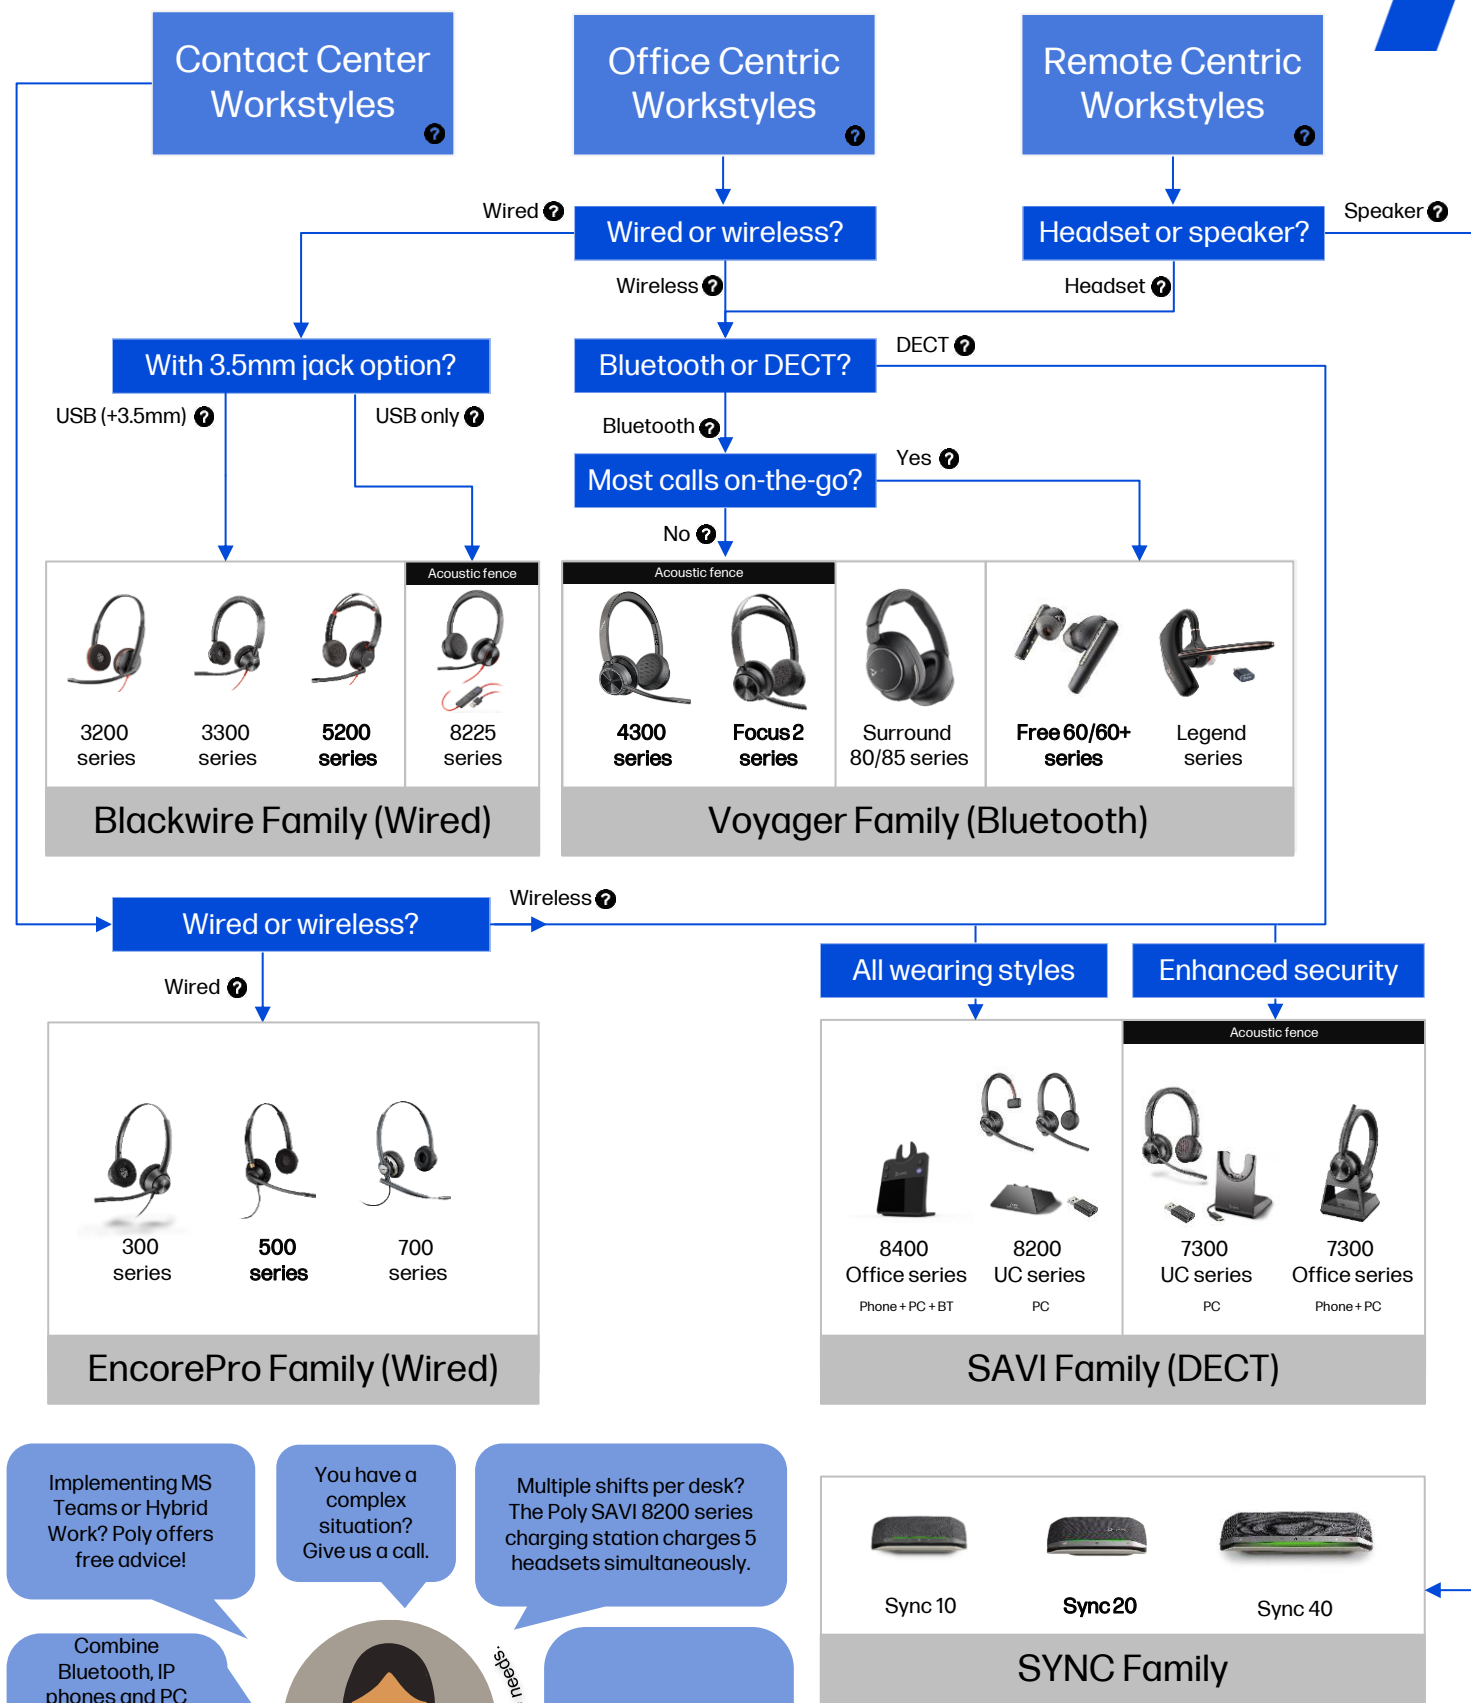 Contact Center
Workstyles
?
Office Centric
Workstyles
?
Remote Centric
Workstyles
?
Wired ?
Wired or wireless?
Headset or speaker?
Speaker ?
Wireless ?
Headset ?
With 3.5mm jack option?
Bluetooth or DECT?
DECT ?
USB (+3.5mm) ?
USB only ?
Bluetooth ?
Most calls on-the-go?
Yes ?
No ?
Acoustic fence
3200
series
3300
series
5200
series
8225
series
Blackwire Family (Wired)
Acoustic fence
4300
series
Focus 2
series
Surround
80/85 series
Free 60/60+
series
Legend
series
Voyager Family (Bluetooth)
Wired or wireless?
Wireless ?
Wired ?
All wearing styles
Enhanced security
300
series
500
series
700
series
EncorePro Family (Wired)
Acoustic fence
8400
Office series
Phone + PC + BT
8200
UC series
PC
7300
UC series
PC
7300
Office series
Phone + PC
SAVI Family (DECT)
Implementing MS
Teams or Hybrid
Work? Poly offers
free advice!
You have a
complex
situation?
Give us a call.
Multiple shifts per desk?
The Poly SAVI 8200 series
charging station charges 5
headsets simultaneously.
Sync 10
Sync 20
Sync 40
SYNC Family
Combine
Bluetooth, IP
phones and PC
needs.